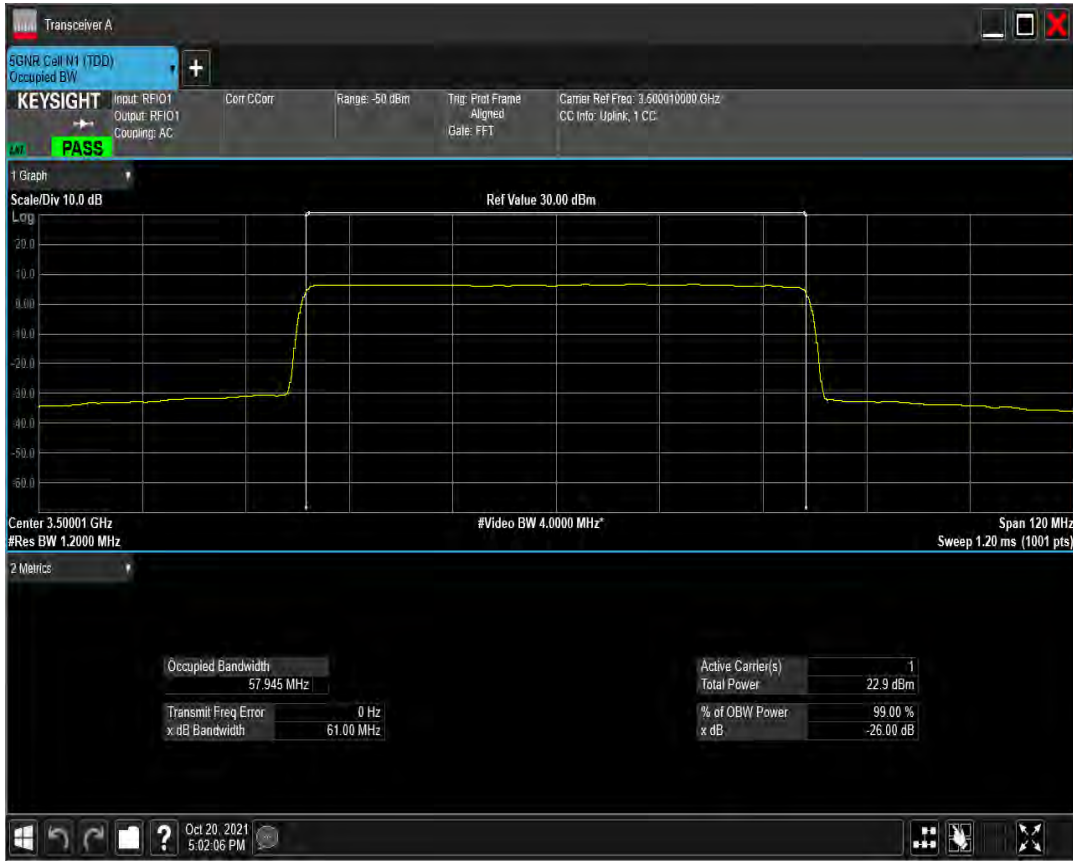 Transceiver A
5GNR Cell N1 (TDD)
Occupied BW
KEYSIGHT
Input: RFIO1
Output: RFIO1
Coupling: AC
Corr CCorr
Range: -50 dBm
Trig: Prot Frame
Aligned
Gate: FFT
Carrier Ref Freq: 3.500010000 GHz
CC Info: Uplink, 1 CC
PASS
1 Graph
Scale/Div 10.0 dB
Ref Value 30.00 dBm
Log
20.0
10.0
0.00
-10.0
-20.0
-30.0
-40.0
-50.0
-60.0
Center 3.50001 GHz
#Video BW 4.0000 MHz*
Span 120 MHz
#Res BW 1.2000 MHz
Sweep 1.20 ms (1001 pts)
2 Metrics
Occupied Bandwidth
57.945 MHz
Transmit Freq Error 0 Hz
x dB Bandwidth 61.00 MHz
Active Carrier(s) 1
Total Power 22.9 dBm
% of OBW Power 99.00 %
x dB -26.00 dB
?
Oct 20, 2021
5:02:06 PM